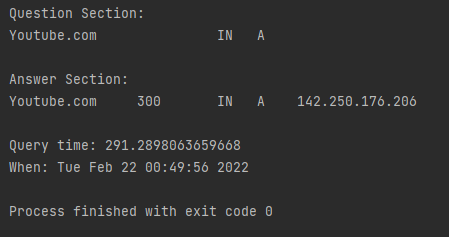 Question Section:
Youtube.com IN A
Answer Section:
Youtube.com 300 IN A 142.250.176.206
Query time: 291.2898063659668
When: Tue Feb 22 00:49:56 2022
Process finished with exit code 0